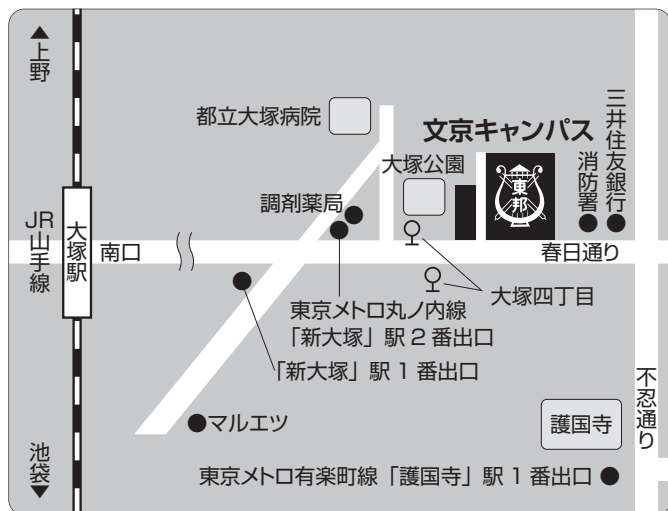 ▲上野
都立大塚病院
文京キャンパス
大塚公園
東邦
三井住友銀行
消防署
調剤薬局
JR山手線
大塚駅
南口
春日通り
東京メトロ丸ノ内線
「新大塚」駅2番出口
大塚四丁目
「新大塚」駅1番出口
不忍通り
マルエツ
護国寺
池袋▼
東京メトロ有楽町線「護国寺」駅1番出口